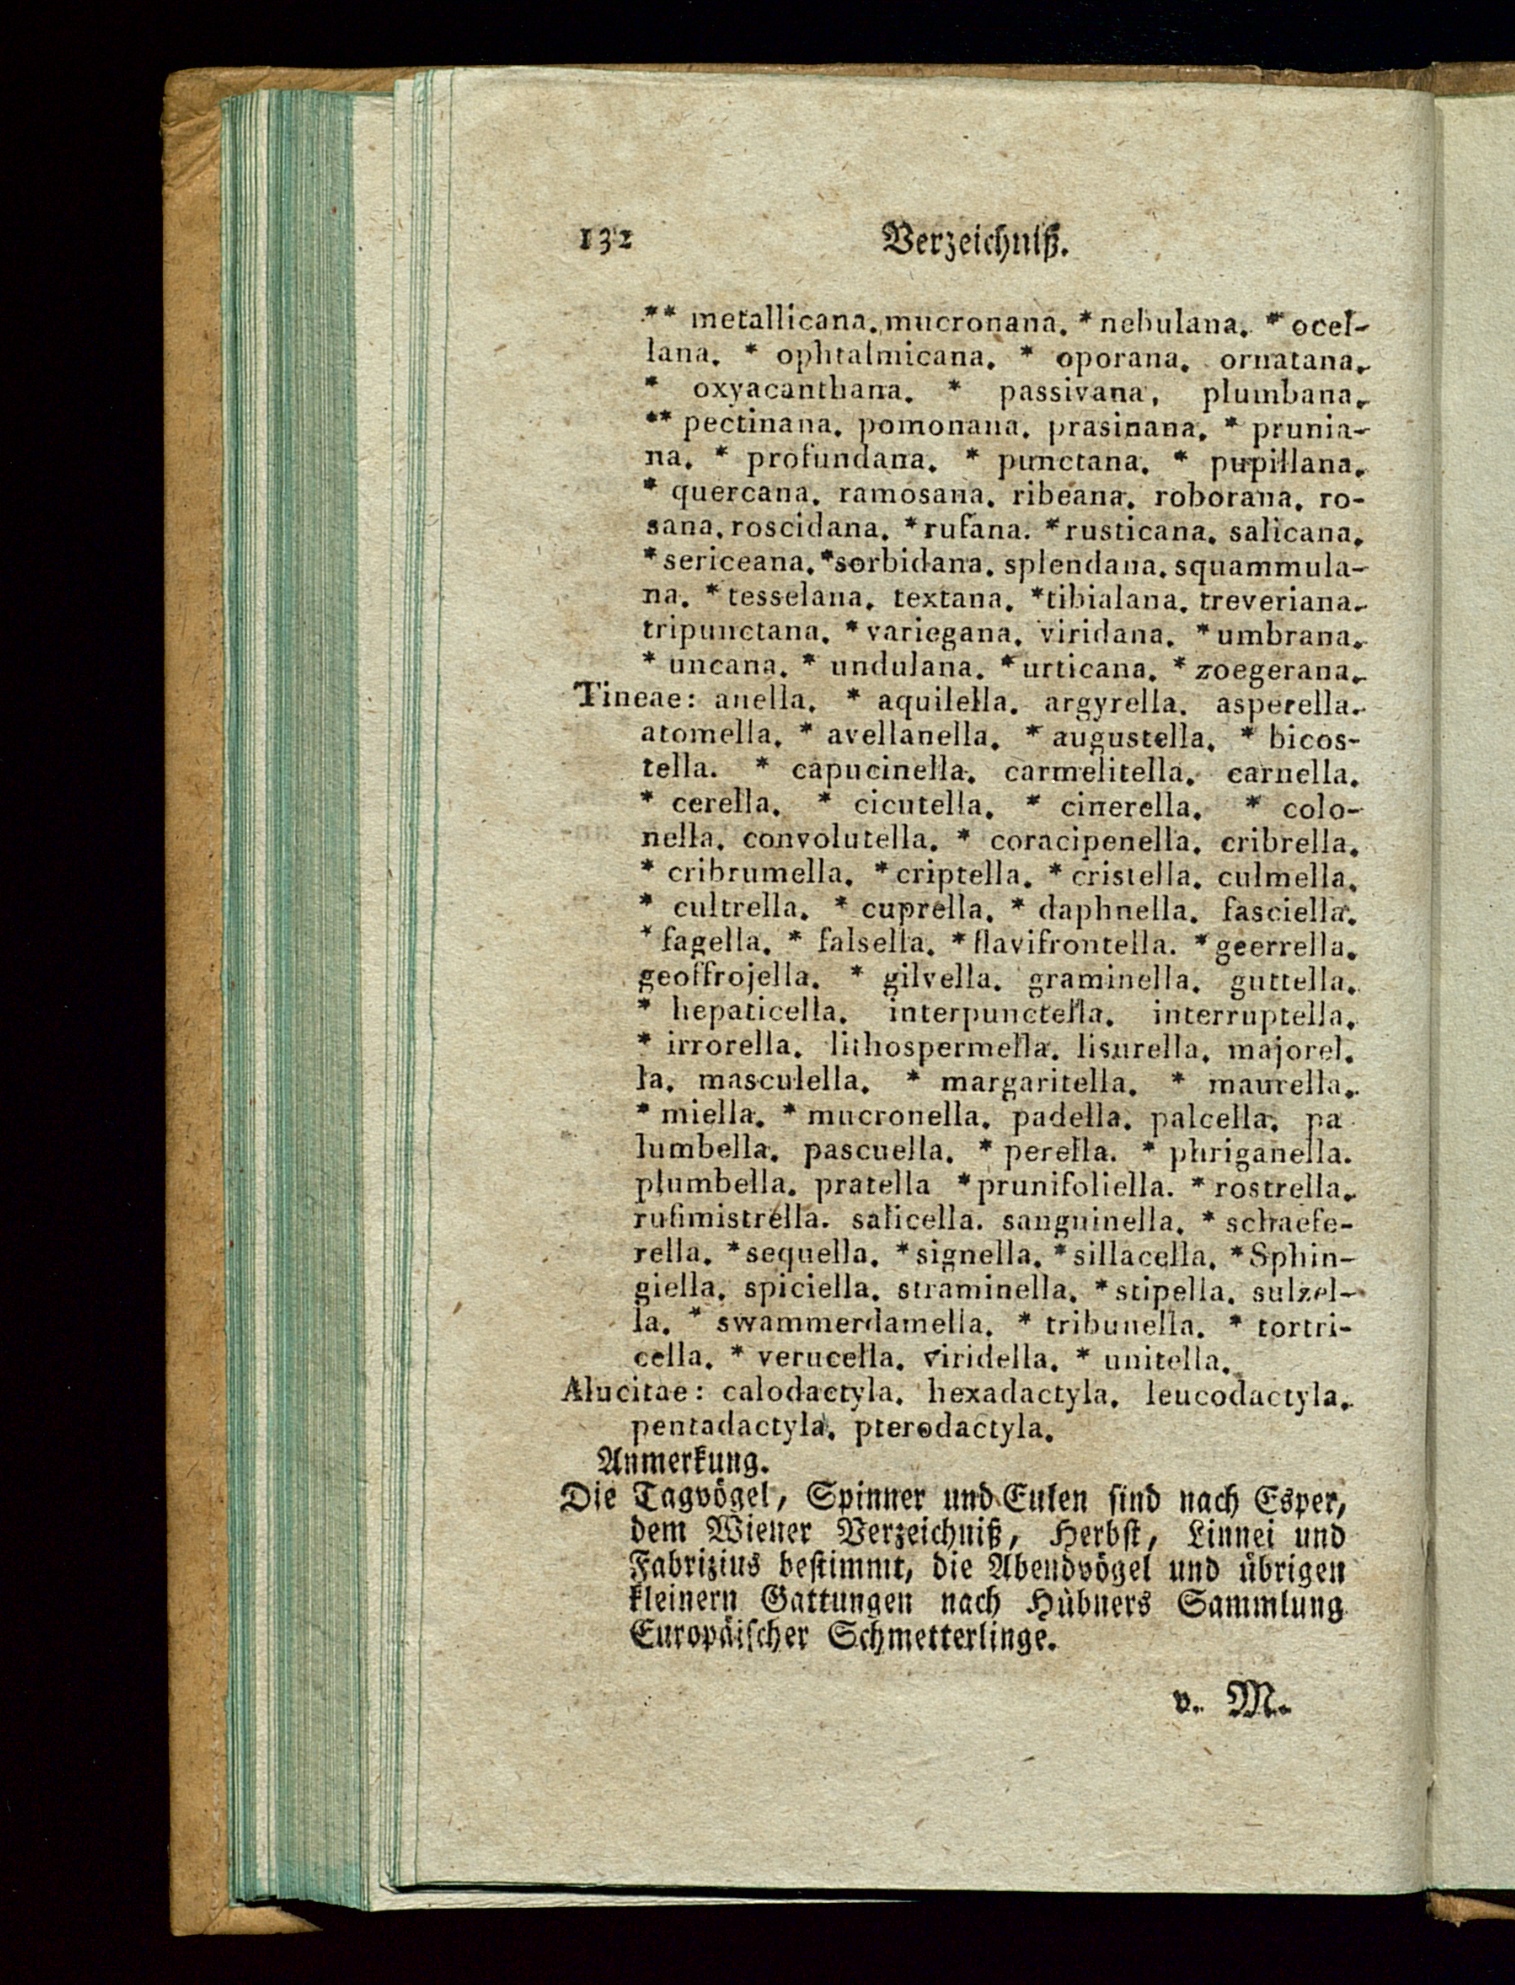 132 Verzeichniß.
** metallicana. mucronana. * nebulana. * ocel-
lana. * ophtalmicana. * oporana. ornatana.
* oxyacanthana. * passivana, plumbana.
** pectinana. pomonana. prasinana. * prunia-
na. * profundana. * punctana. * pupillana.
* quercana. ramosana. ribeana. roborana. ro-
sana. roscidana. * rufana. * rusticana. salicana.
* sericeana. * sorbidana. splendana. squammula-
na. * tesselana. textana. * tibialana. treveriana.
tripunctana. * variegana. viridana. * umbrana.
* uncana. * undulana. * urticana. * zoegerana.
Tineae: anella. * aquilella. argyrella. asperella.
atomella. * avellanella. * augustella. * bicos-
tella. * capucinella. carmelitella. carnella.
* cerella. * cicutella. * cinerella. * colo-
nella. convolutella. * coracipenella. cribrella.
* cribrumella. * criptella. * cristella. culmella.
* cultrella. * cuprella. * daphnella. fasciella.
* fagella. * falsella. * flavifrontella. * geerrella.
geoffrojella. * gilvella. graminella. guttella.
* hepaticella. interpunctella. interruptella.
* irrorella. lithospermella. lisurella. majorel.
la. masculella. * margaritella. * maurella.
* miella. * mucronella. padella. palcella. pa
lumbella. pascuella. * perella. * phriganella.
plumbella. pratella * prunifoliella. * rostrella.
rufimistrella. salicella. sanguinella. * schaefe-
rella. * sequella. * signella. * sillacella. * Sphin-
giella. spiciella. straminella. * stipella. sulzel-
la. * swammerdamella. * tribunella. * tortri-
cella. * verucella. viridella. * unitella.
Alucitae: calodactyla. hexadactyla. leucodactyla.
pentadactyla. pterodactyla.
Anmerkung.
Die Tagvögel, Spinner und Eulen sind nach Esper,
dem Wiener Verzeichniß, Herbst, Linnei und
Fabrizius bestimmt, die Abendvögel und übrigen
kleinern Gattungen nach Hübners Sammlung
Europäischer Schmetterlinge.
v. M.